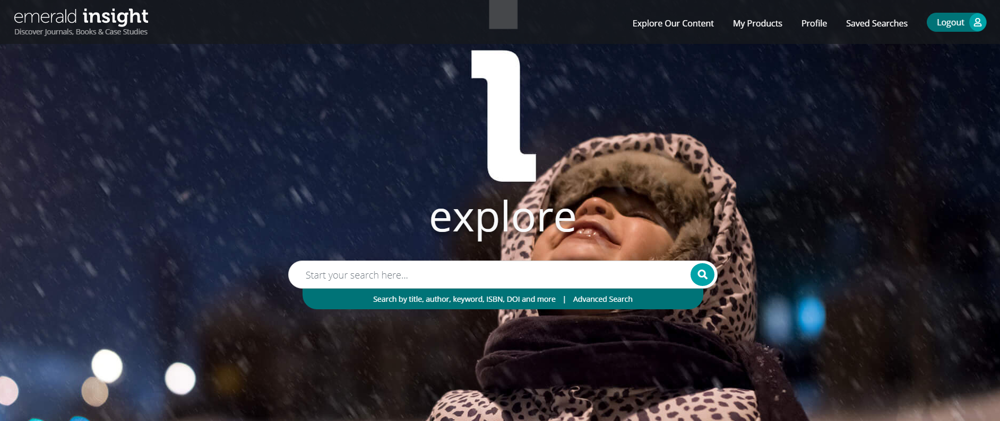 emerald insight
Discover Journals, Books & Case Studies
Explore Our Content
My Products
Profile
Saved Searches
Logout
explore
Start your search here...
Search by title, author, keyword, ISBN, DOI and more | Advanced Search